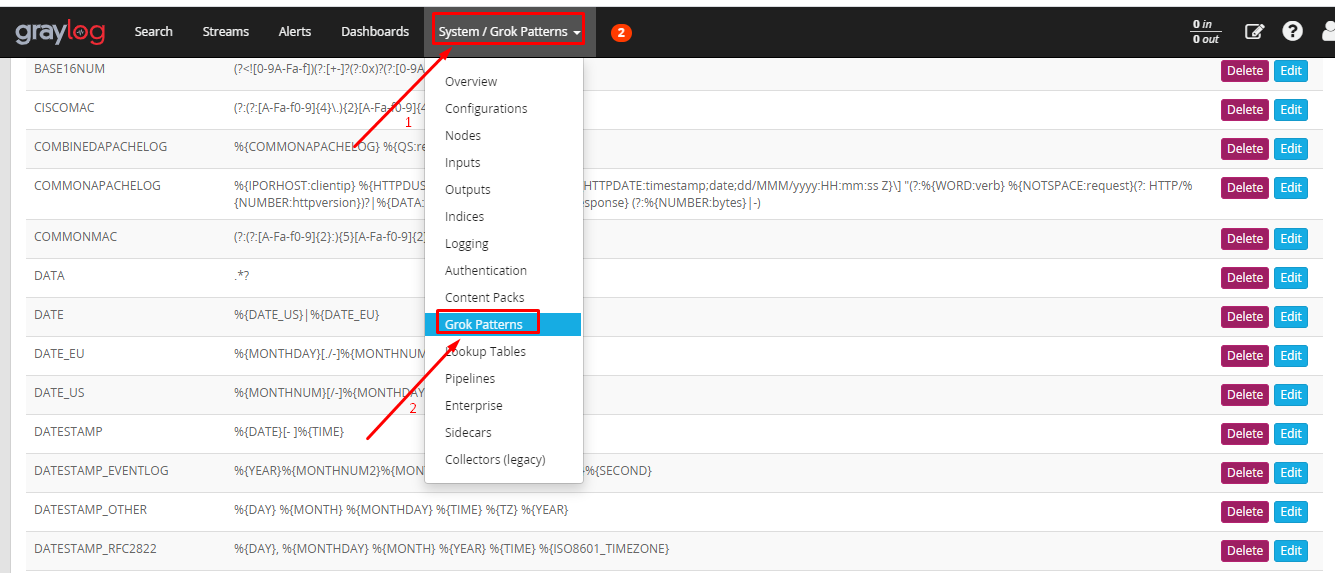 graylog Search Streams Alerts Dashboards System / Grok Patterns 2 0 in
0 out
BASE16NUM (?<![0-9A-Fa-f])(?:[+-]?(?:0x)?(?:[0-9A Delete Edit
CISCOMAC (?:(?:[A-Fa-f0-9]{4}\.){2}[A-Fa-f0-9]{4 Delete Edit
COMBINEDAPACHELOG %{COMMONAPACHELOG} %{QS:re Delete Edit
COMMONAPACHELOG %{IPORHOST:clientip} %{HTTPDUS HTTPDATE:timestamp;date;dd/MMM/yyyy:HH:mm:ss Z}\] "(?:%{WORD:verb} %{NOTSPACE:request}(?: HTTP/% Delete Edit
{NUMBER:httpversion})?|%{DATA: esponse} (?:%{NUMBER:bytes}|-)
COMMONMAC (?:(?:[A-Fa-f0-9]{2}:){5}[A-Fa-f0-9]{2} Delete Edit
DATA .*? Delete Edit
DATE %{DATE_US}|%{DATE_EU} Delete Edit
DATE_EU %{MONTHDAY}[./-]%{MONTHNUM Delete Edit
DATE_US %{MONTHNUM}[/-]%{MONTHDAY Delete Edit
DATESTAMP %{DATE}[- ]%{TIME} Delete Edit
DATESTAMP_EVENTLOG %{YEAR}%{MONTHNUM2}%{MON %{SECOND} Delete Edit
DATESTAMP_OTHER %{DAY} %{MONTH} %{MONTHDAY} %{TIME} %{TZ} %{YEAR} Delete Edit
DATESTAMP_RFC2822 %{DAY}, %{MONTHDAY} %{MONTH} %{YEAR} %{TIME} %{ISO8601_TIMEZONE} Delete Edit
Overview
Configurations
Nodes
Inputs
Outputs
Indices
Logging
Authentication
Content Packs
Grok Patterns
Lookup Tables
Pipelines
Enterprise
Sidecars
Collectors (legacy)
1
2